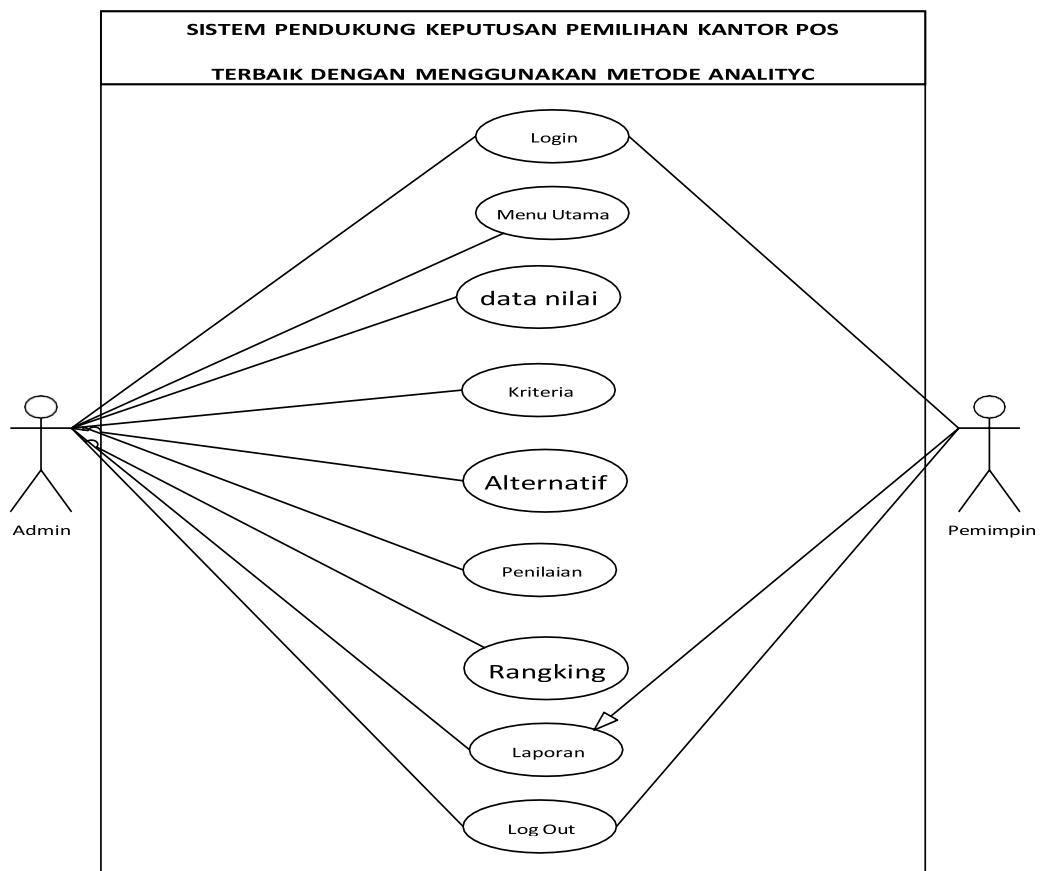 SISTEM PENDUKUNG KEPUTUSAN PEMILIHAN KANTOR POS
TERBAIK DENGAN MENGGUNAKAN METODE ANALITYC
Login
Menu Utama
data nilai
Kriteria
Alternatif
Admin
Pemimpin
Penilaian
Rangking
Laporan
Log Out